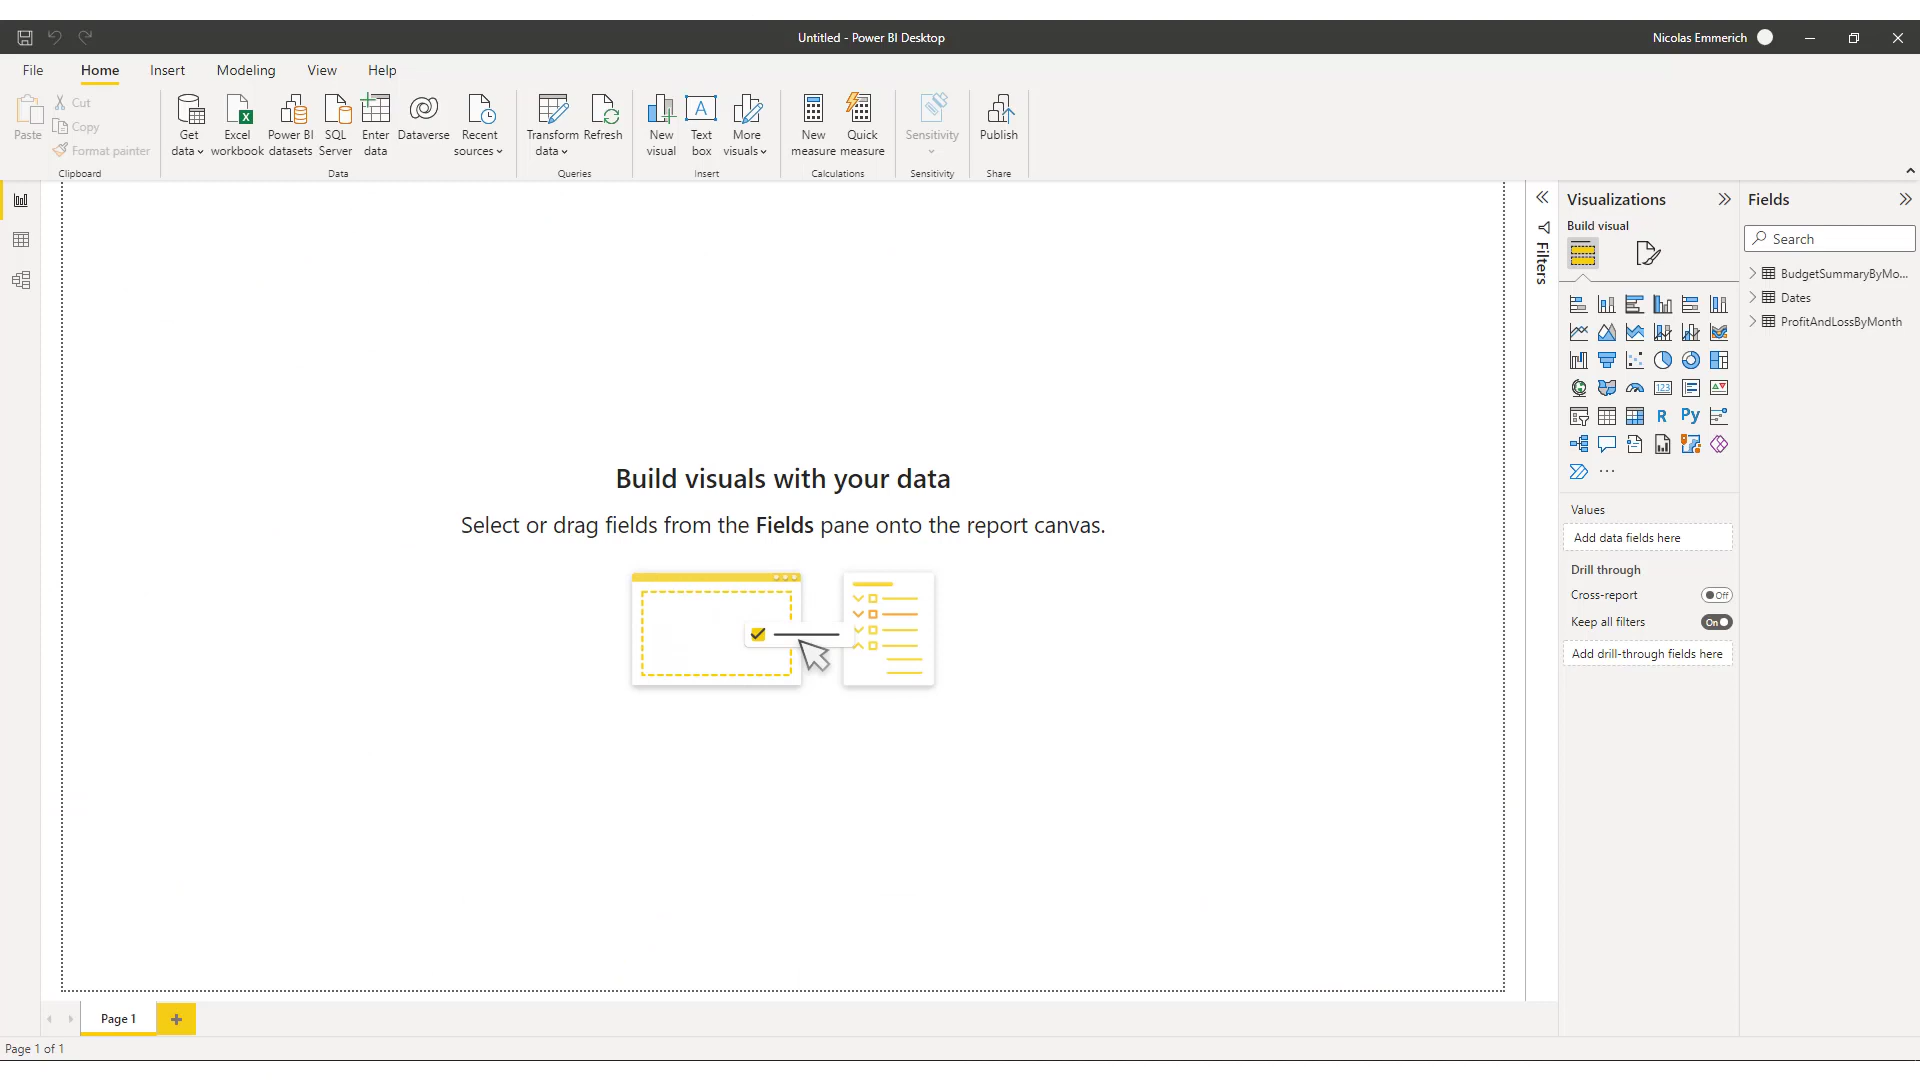 Untitled - Power BI Desktop
Nicolas Emmerich
File
Home
Insert
Modeling
View
Help
Paste
Cut
Copy
Format painter
Clipboard
Get
data
Excel
workbook
Power BI
datasets
SQL
Server
Enter
data
Dataverse
Recent
sources
Data
Transform
data
Refresh
Queries
New
visual
A
Text
box
More
visuals
Insert
New
measure
Quick
measure
Calculations
Sensitivity
Sensitivity
Publish
Share
Filters
Visualizations
Build visual
123
R
Py
Values
Add data fields here
Drill through
Cross-report
Off
Keep all filters
On
Add drill-through fields here
Fields
Search
BudgetSummaryByMo...
Dates
ProfitAndLossByMonth
Build visuals with your data
Select or drag fields from the Fields pane onto the report canvas.
Page 1
Page 1 of 1